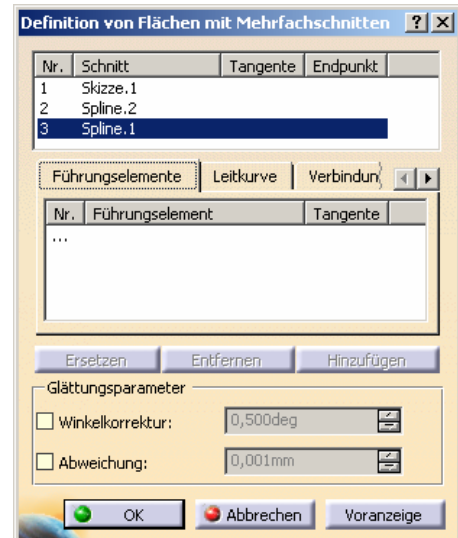 Definition von Flächen mit Mehrfachschnitten ? X
Nr. Schnitt Tangente Endpunkt
1 Skizze.1
2 Spline.2
3 Spline.1
Führungselemente Leitkurve Verbindun
Nr. Führungselement Tangente
...
Ersetzen Entfernen Hinzufügen
Glättungsparameter
Winkelkorrektur: 0,500deg
Abweichung: 0,001mm
OK Abbrechen Voranzeige